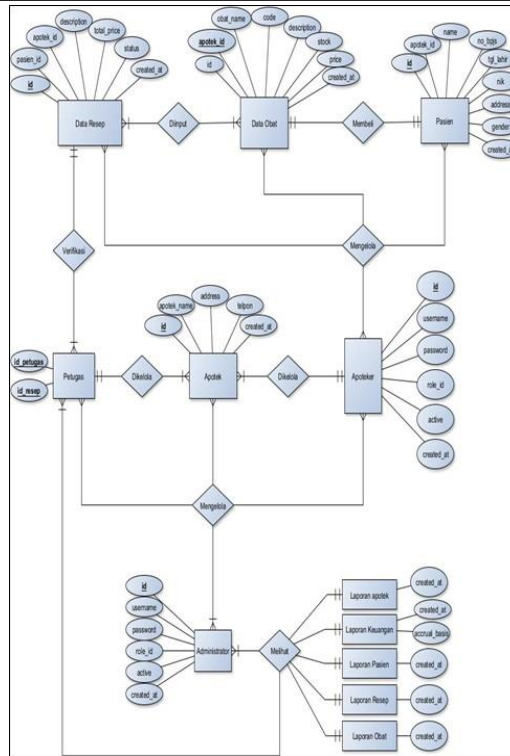 description
apotek_id
total_price
pasien_id
status
id
created_at
Data Resep
Diinput
obat_name
code
apotek_id
description
id
stock
price
created_at
Data Obat
Membeli
name
apotek_id
no_bpjs
id
tgl_lahir
nik
address
gender
created_a
Pasien
Verifikasi
Mengelola
apotek_name
address
telpon
id
created_at
id_petugas
id_resep
Petugas
Dikelola
Apotek
Dikelola
Apoteker
id
username
password
role_id
active
created_at
Mengelola
id
username
password
role_id
active
created_at
Administrator
Melihat
Laporan apotek
created_at
Laporan Keuangan
created_at
accrual_basis
Laporan Pasien
created_at
Laporan Resep
created_at
Laporan Obat
created_at